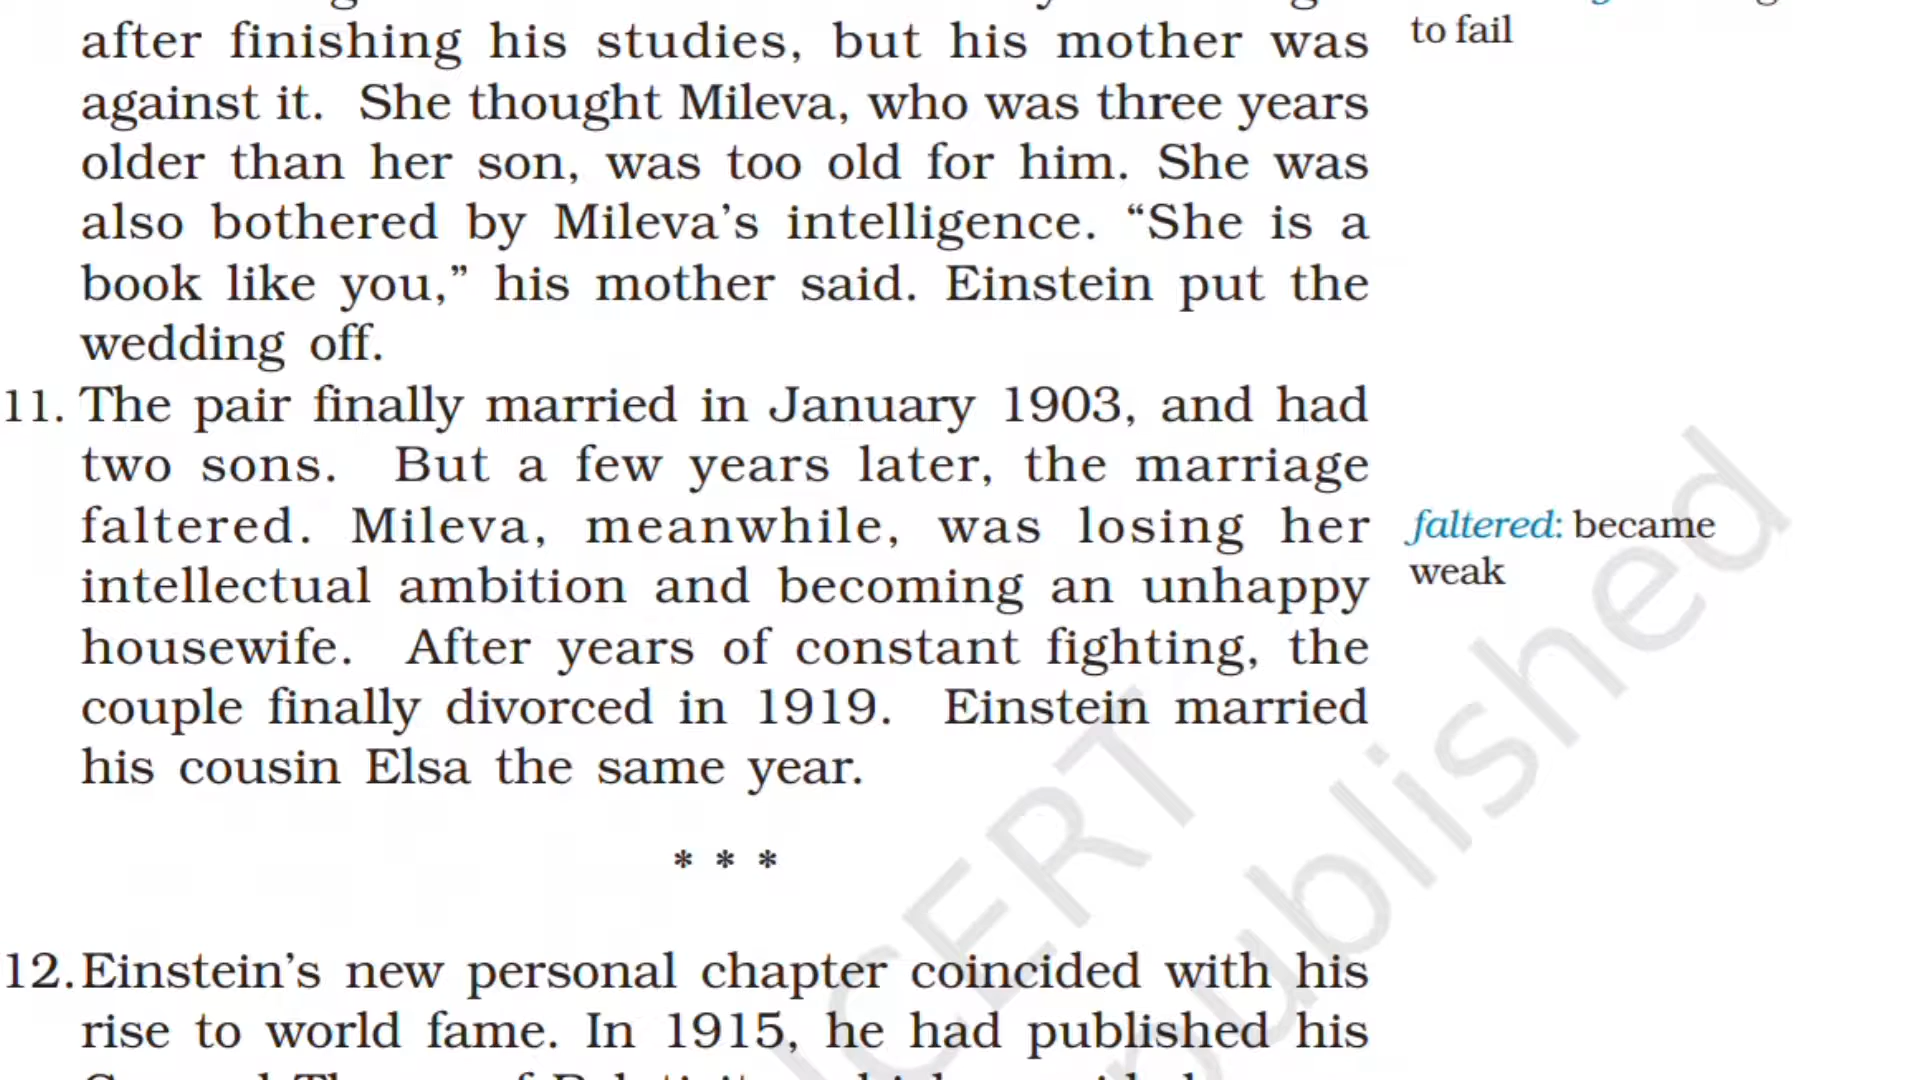 after finishing his studies, but his mother was
to fail
against it. She thought Mileva, who was three years
older than her son, was too old for him. She was
also bothered by Mileva’s intelligence. “She is a
book like you,” his mother said. Einstein put the
wedding off.
11. The pair finally married in January 1903, and had
two sons. But a few years later, the marriage
faltered. Mileva, meanwhile, was losing her
intellectual ambition and becoming an unhappy
housewife. After years of constant fighting, the
couple finally divorced in 1919. Einstein married
his cousin Elsa the same year.
faltered: became
weak
* * *
12. Einstein’s new personal chapter coincided with his
rise to world fame. In 1915, he had published his
CERT
published